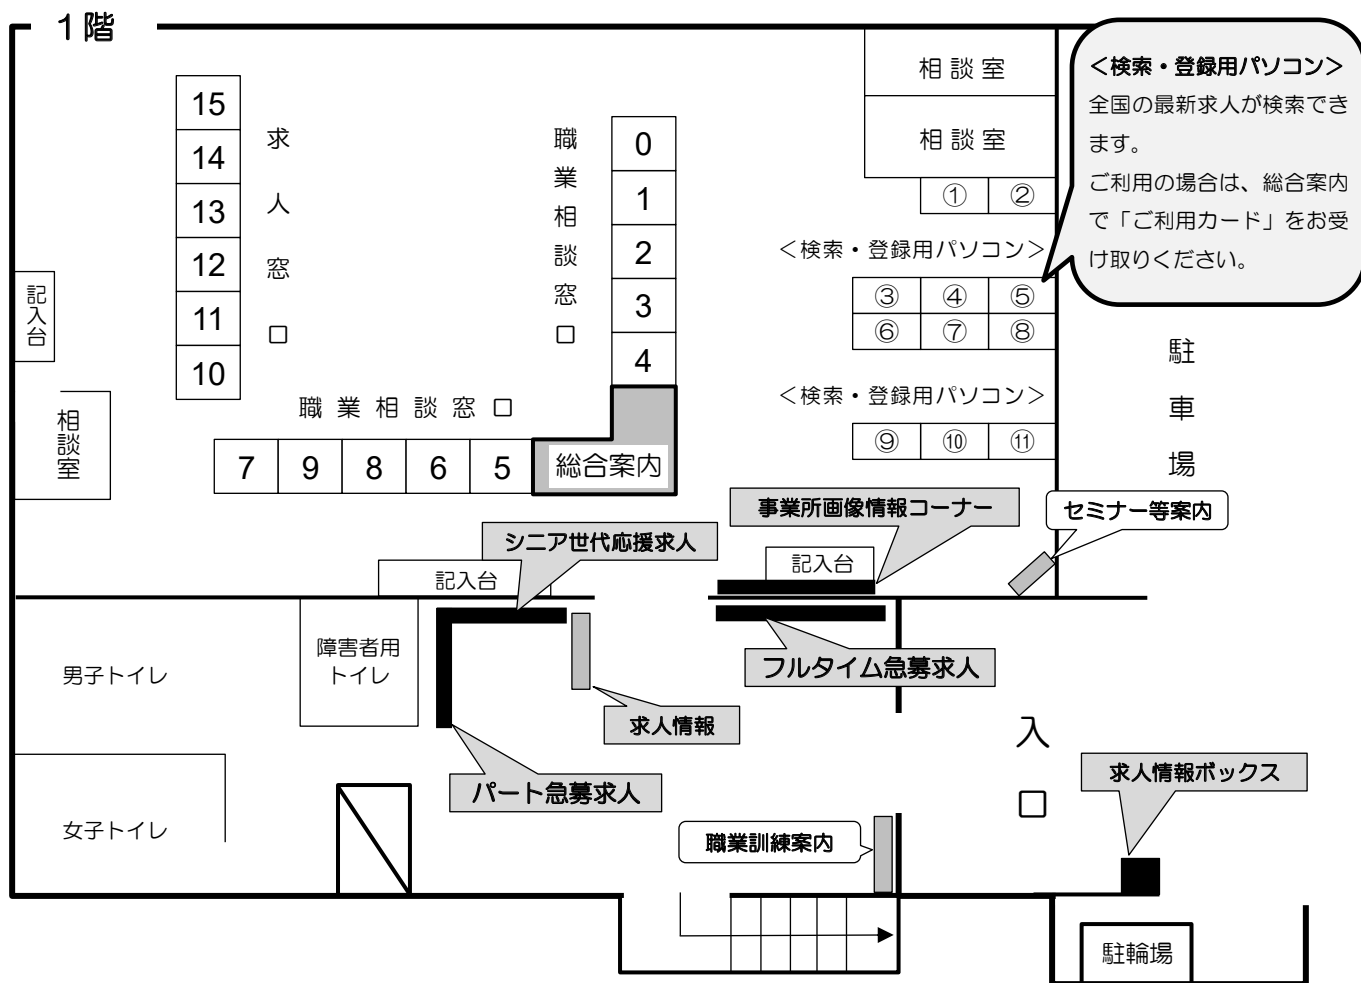 1階
相談室
相談室
＜検索・登録用パソコン＞
全国の最新求人が検索でき
ます。
ご利用の場合は、総合案内
で「ご利用カード」をお受
け取りください。
15
14
13
12
11
10
求人窓口
職業相談窓口
0
1
2
3
4
① ②
＜検索・登録用パソコン＞
③ ④ ⑤
⑥ ⑦ ⑧
＜検索・登録用パソコン＞
⑨ ⑩ ⑪
駐車場
記入台
相談室
職業相談窓口
7 9 8 6 5
総合案内
事業所画像情報コーナー
セミナー等案内
シニア世代応援求人
記入台
記入台
男子トイレ
障害者用
トイレ
フルタイム急募求人
求人情報
パート急募求人
入口
求人情報ボックス
女子トイレ
職業訓練案内
駐輪場